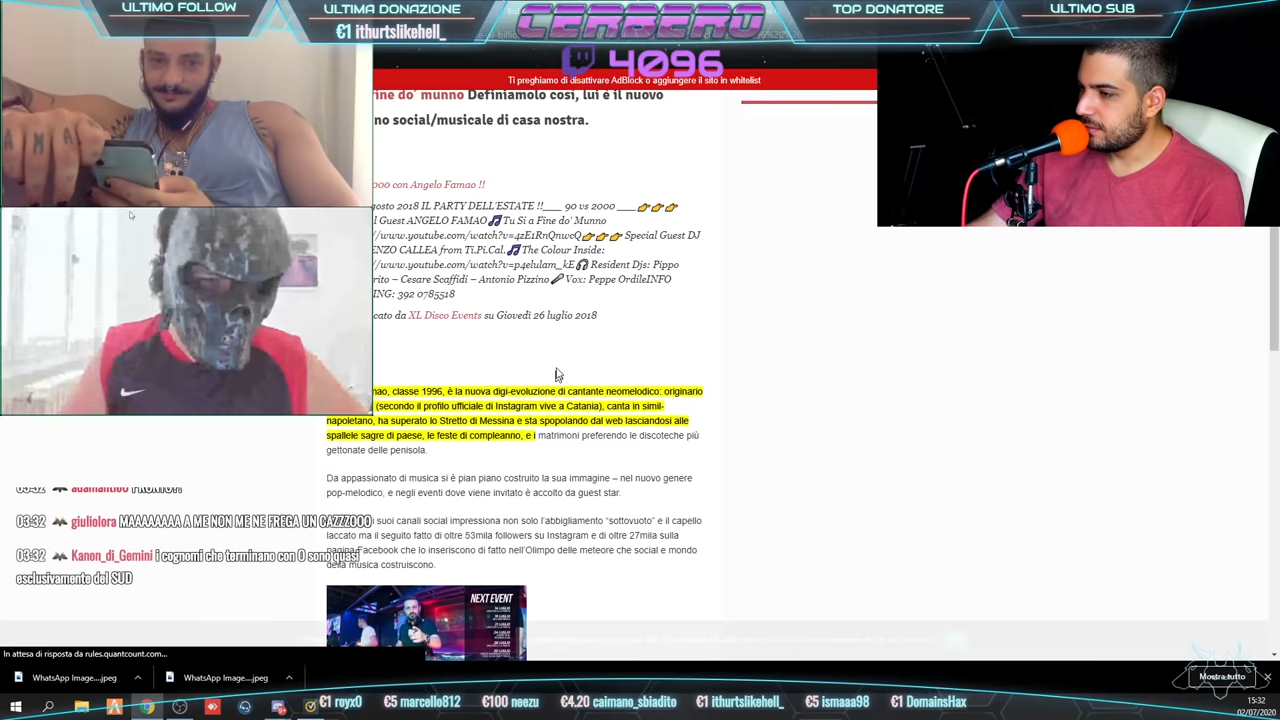 ULTIMO FOLLOW
ULTIMA DONAZIONE
€1 ithurtslikehell_
CERBERO
4096
TOP DONATORE
ULTIMO SUB
Ti preghiamo di disattivare AdBlock o aggiungere il sito in whitelist
fine do' munno Definiamolo così, lui è il nuovo
no social/musicale di casa nostra.
000 con Angelo Famao !!
gosto 2018 IL PARTY DELL'ESTATE !!___ 90 vs 2000 ___👉👉👉
l Guest ANGELO FAMAO🎵Tu Si a Fine do' Munno
//www.youtube.com/watch?v=4zE1RnQnwcQ👉👉👉 Special Guest DJ
ENZO CALLEA from Ti.Pi.Cal.🎵The Colour Inside:
//www.youtube.com/watch?v=p4elulam_kE🎧 Resident Djs: Pippo
rito – Cesare Scaffidi – Antonio Pizzino🎤 Vox: Peppe OrdileINFO
ING: 392 0785518
cato da XL Disco Events su Giovedì 26 luglio 2018
nao, classe 1996, è la nuova digi-evoluzione di cantante neomelodico: originario
(secondo il profilo ufficiale di Instagram vive a Catania), canta in simil-
napoletano, ha superato lo Stretto di Messina e sta spopolando dal web lasciandosi alle
spallele sagre di paese, le feste di compleanno, e i matrimoni preferendo le discoteche più
gettonate delle penisola.
Da appassionato di musica si è pian piano costruito la sua immagine – nel nuovo genere
pop-melodico, e negli eventi dove viene invitato è accolto da guest star.
suoi canali social impressiona non solo l'abbigliamento "sottovuoto" e il capello
laccato ma il seguito fatto di oltre 53mila followers su Instagram e di oltre 27mila sulla
pagina Facebook che lo inseriscono di fatto nell'Olimpo delle meteore che social e mondo
della musica costruiscono.
NEXT EVENT
03:32 adamantioo PRONTO?!
03:32 giuliolora MAAAAAAAA A ME NON ME NE FREGA UN CAZZZOOO
03:32 Kanon_di_Gemini i cognomi che terminano con O sono quasi
esclusivamente del SUD
In attesa di risposta da rules.quantcount.com...
WhatsApp Image....jpeg
WhatsApp Image....jpeg
Mostra tutto
€1 royx0 €5 marcello812 €100 neezu €4.20 caimano_sbiadito €1 ithurtslikehell_ €5 ismaaa98 €1 DomainsHax
15:32
02/07/2020